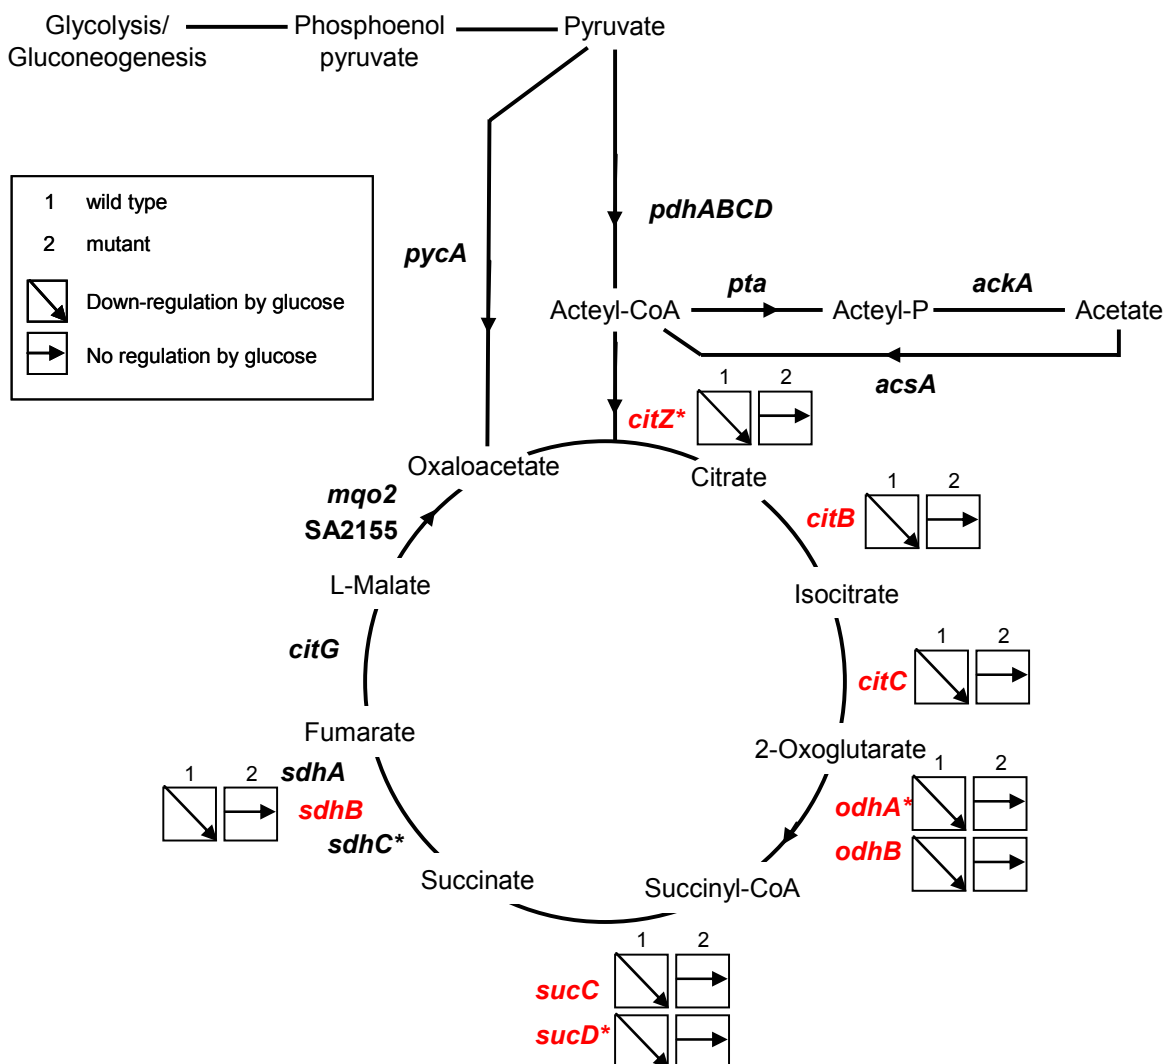 Glycolysis/
Gluconeogenesis
Phosphoenol
pyruvate
Pyruvate
1 wild type
2 mutant
Down-regulation by glucose
No regulation by glucose
pycA
pdhABCD
Acteyl-CoA
pta
Acteyl-P
ackA
Acetate
acsA
1 2
citZ*
Oxaloacetate
Citrate
mqo2
SA2155
1 2
citB
L-Malate
Isocitrate
citG
1 2
citC
Fumarate
2-Oxoglutarate
1 2
sdhA
sdhB
sdhC*
1 2
odhA*
odhB
Succinate
Succinyl-CoA
1 2
sucC
sucD*